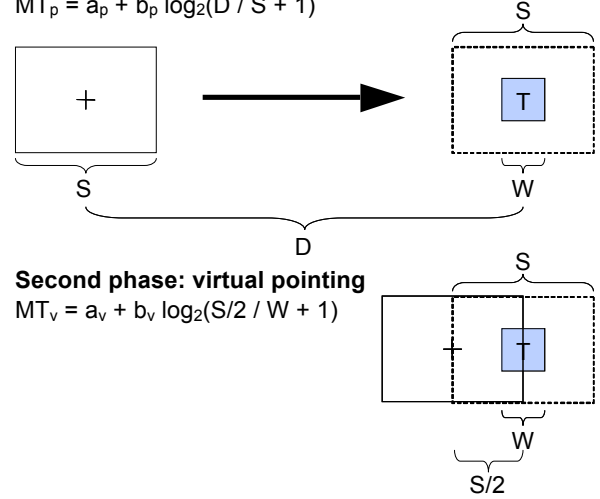 MTp = ap + bp log2(D / S + 1)
S
T
S
W
D
Second phase: virtual pointing
MTv = av + bv log2(S/2 / W + 1)
S
T
W
S/2